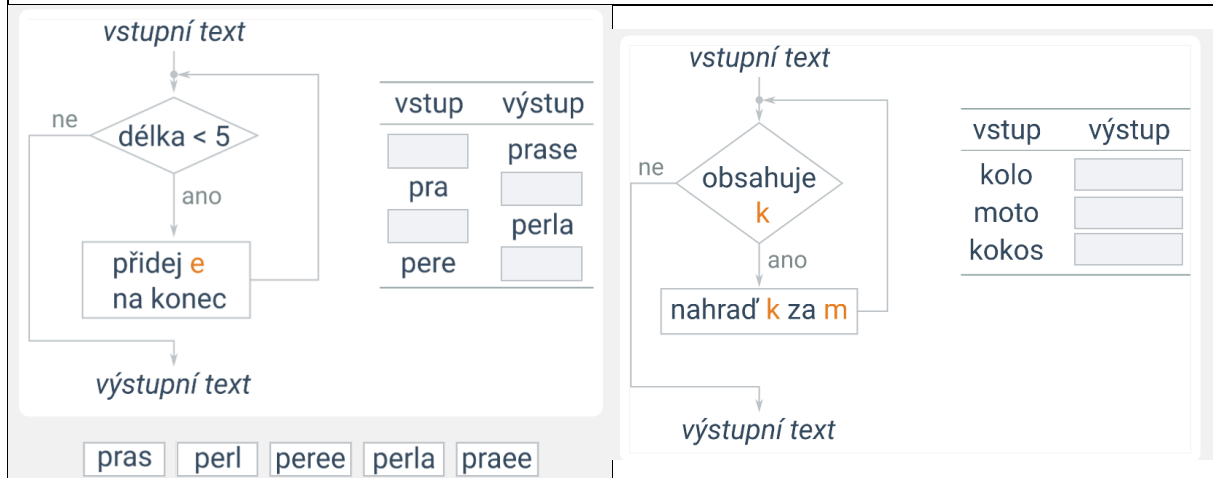 vstupní text
ne
délka < 5
ano
přidej e
na konec
výstupní text
vstup výstup
prase
pra
perla
pere
pras perl peree perla praee
vstupní text
ne
obsahuje
k
ano
nahraď k za m
výstupní text
vstup výstup
kolo
moto
kokos